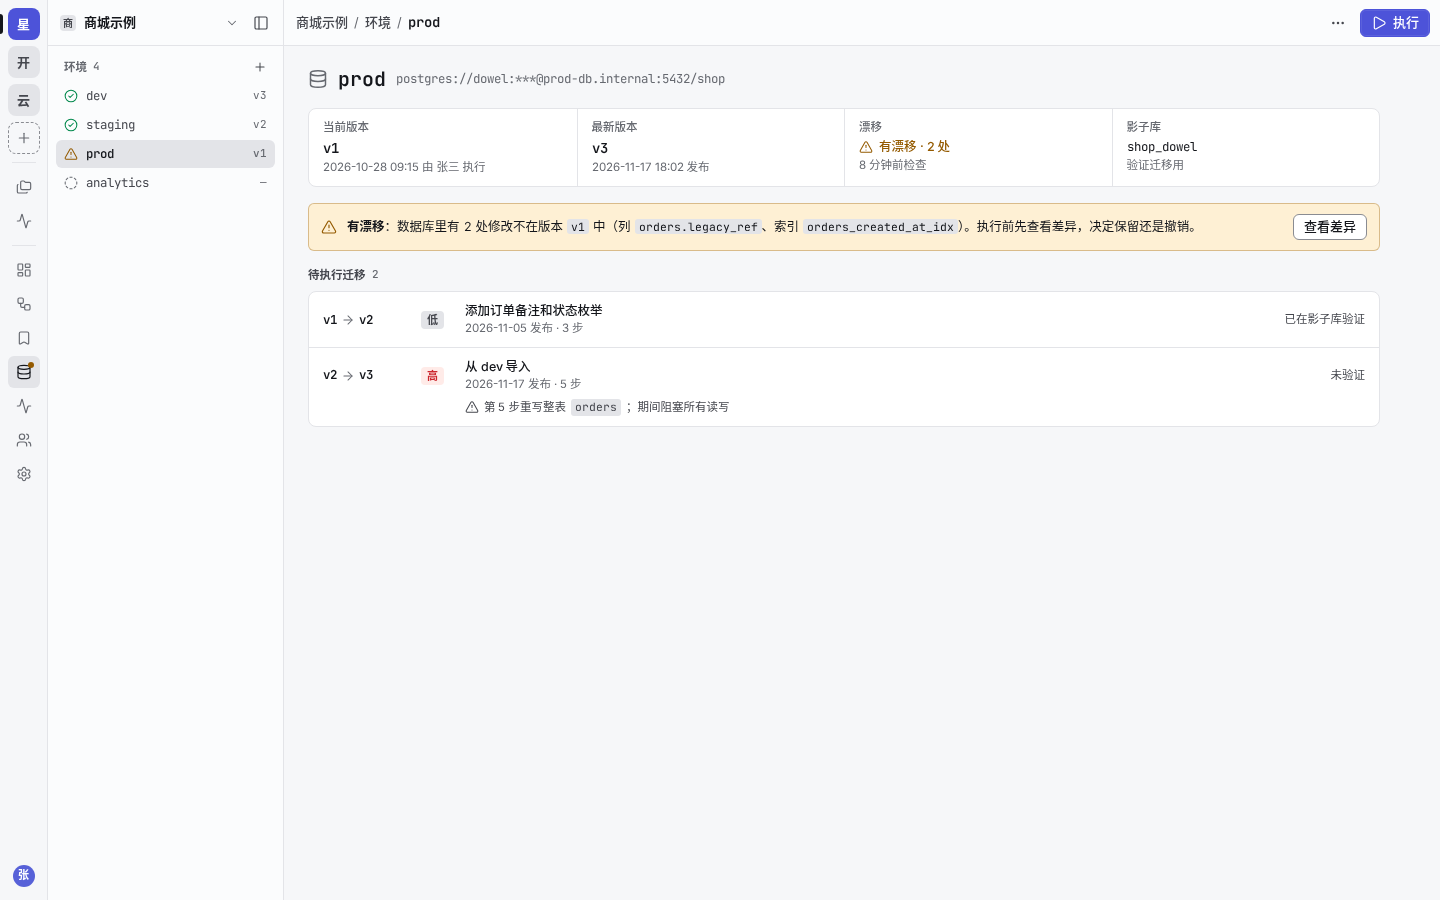 星
开
云
张
商 商城示例
环境 4
dev v3
staging v2
prod v1
analytics –
商城示例 / 环境 / prod
执行
prod postgres://dowel:***@prod-db.internal:5432/shop
当前版本
v1
2026-10-28 09:15 由 张三 执行
最新版本
v3
2026-11-17 18:02 发布
漂移
有漂移 · 2 处
8 分钟前检查
影子库
shop_dowel
验证迁移用
有漂移：数据库里有 2 处修改不在版本 v1 中（列 orders.legacy_ref、索引 orders_created_at_idx）。执行前先查看差异，决定保留还是撤销。
查看差异
待执行迁移 2
v1 → v2 低 添加订单备注和状态枚举
2026-11-05 发布 · 3 步
已在影子库验证
v2 → v3 高 从 dev 导入
2026-11-17 发布 · 5 步
未验证
第 5 步重写整表 orders ；期间阻塞所有读写